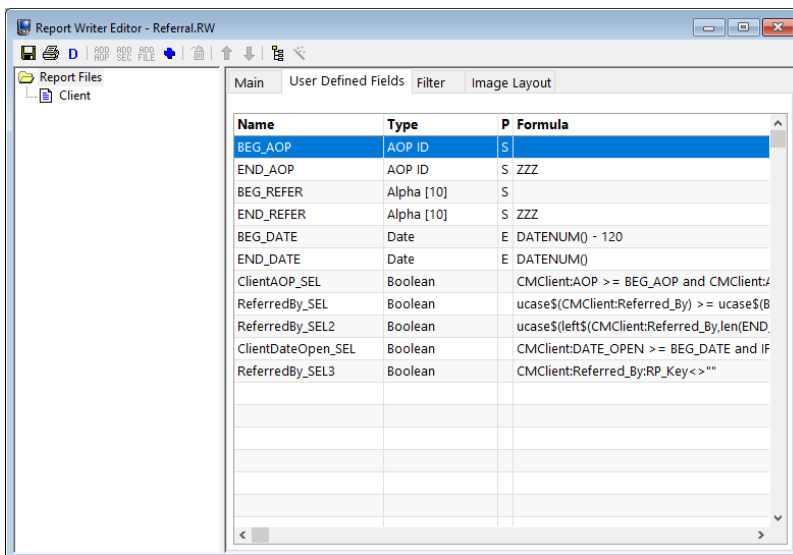 Report Writer Editor - Referral.RW
D ADD AOP ADD SEC ADD FILE
Report Files
Client
Main User Defined Fields Filter Image Layout
Name Type P Formula
BEG_AOP AOP ID S
END_AOP AOP ID S ZZZ
BEG_REFER Alpha [10] S
END_REFER Alpha [10] S ZZZ
BEG_DATE Date E DATENUM() - 120
END_DATE Date E DATENUM()
ClientAOP_SEL Boolean CMClient:AOP >= BEG_AOP and CMClient:A
ReferredBy_SEL Boolean ucase$(CMClient:Referred_By) >= ucase$(B
ReferredBy_SEL2 Boolean ucase$(left$(CMClient:Referred_By,len(END_
ClientDateOpen_SEL Boolean CMClient:DATE_OPEN >= BEG_DATE and IF
ReferredBy_SEL3 Boolean CMClient:Referred_By:RP_Key<>""